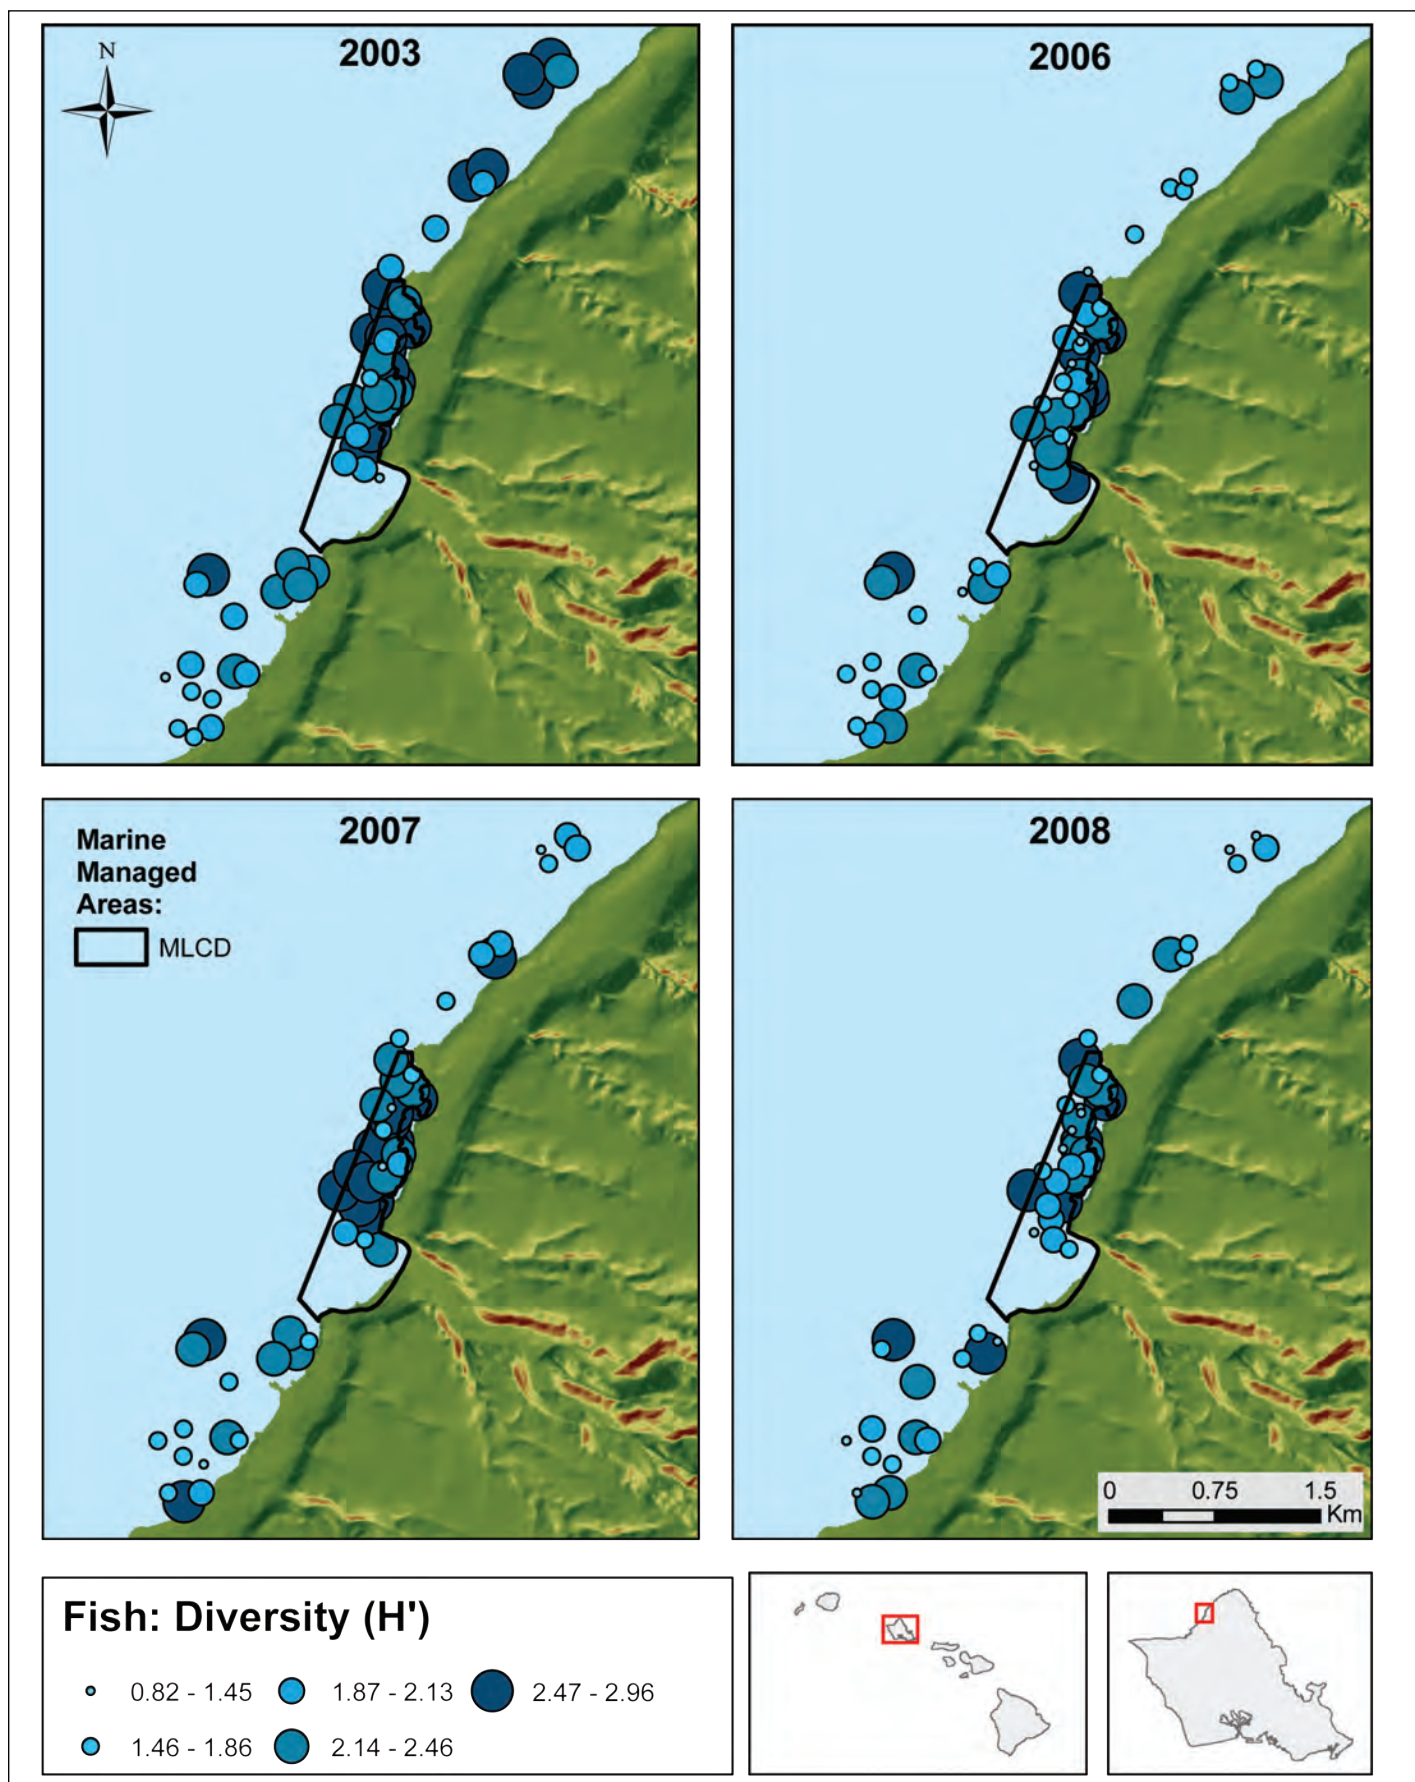 N
2003
2006
2007
Marine
Managed
Areas:
MLCD
2008
0 0.75 1.5
Km
Fish: Diversity (H')
0.82 - 1.45 1.87 - 2.13 2.47 - 2.96
1.46 - 1.86 2.14 - 2.46